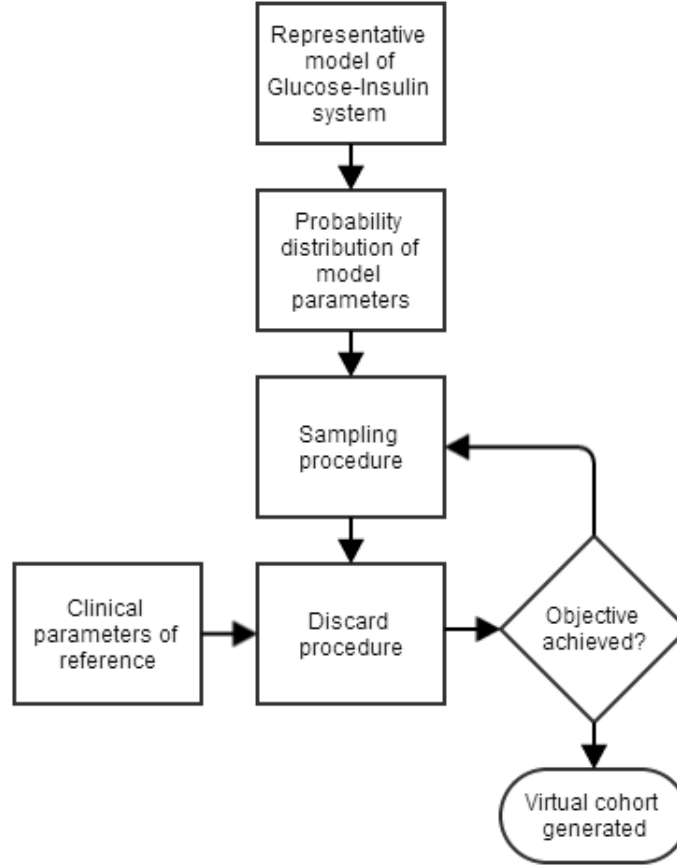 Representative
model of
Glucose-Insulin
system
Probability
distribution of
model
parameters
Sampling
procedure
Clinical
parameters of
reference
Discard
procedure
Objective
achieved?
Virtual cohort
generated